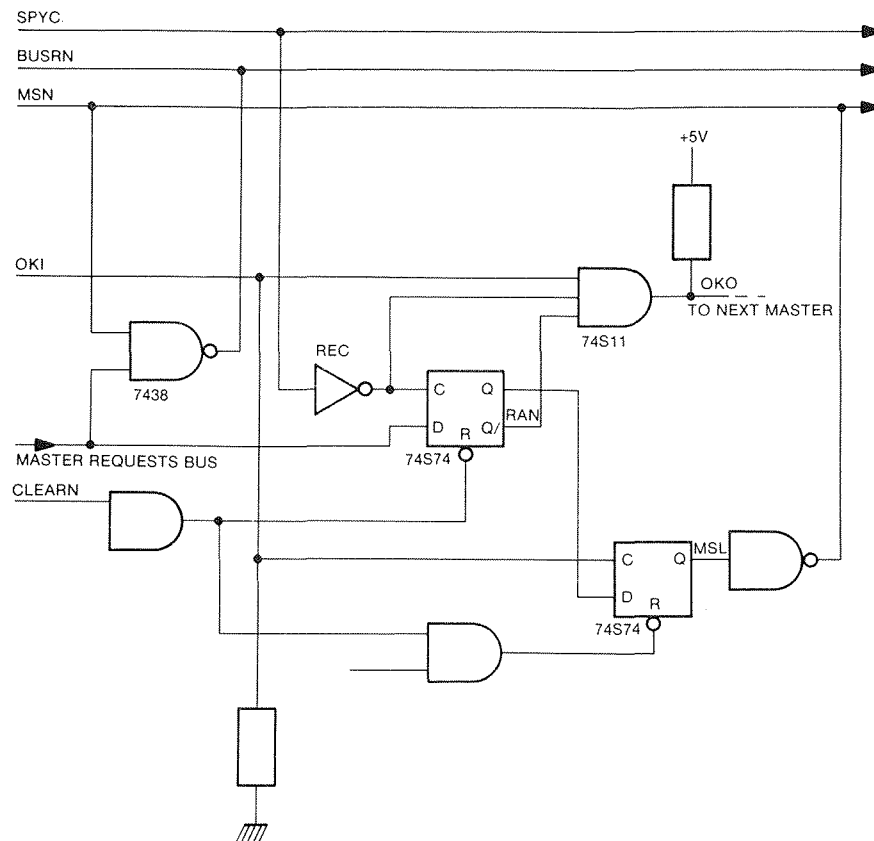 SPYC.
BUSRN
MSN
+5V
OKI
OKO
TO NEXT MASTER
74S11
REC
7438
C Q
D Q/
R
RAN
74S74
MASTER REQUESTS BUS
CLEARN
C Q
D
R
MSL
74S74